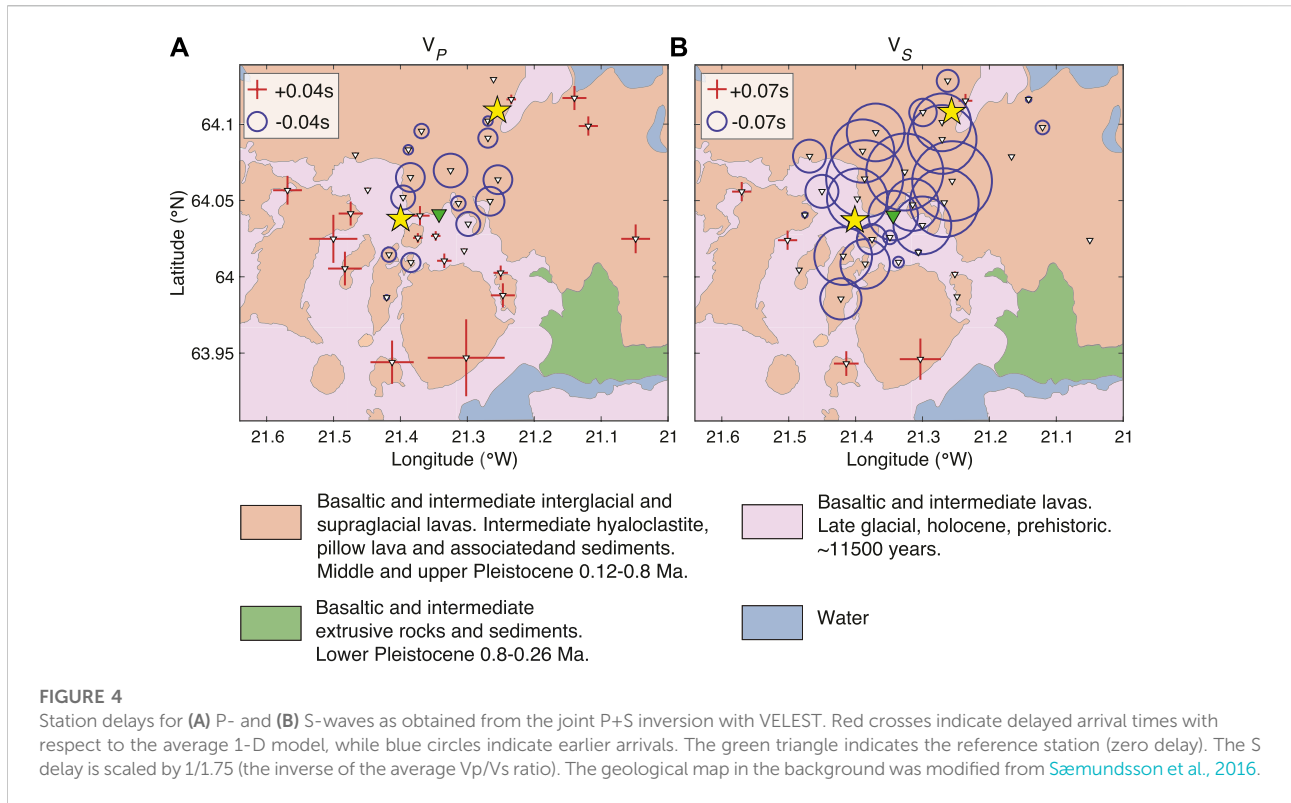 A
V_P
B
V_S
+0.04s
-0.04s
+0.07s
-0.07s
64.1
64.05
64
63.95
Latitude (°N)
21.6 21.5 21.4 21.3 21.2 21.1 21
21.6 21.5 21.4 21.3 21.2 21.1 21
Longitude (°W)
Longitude (°W)
Basaltic and intermediate interglacial and
supraglacial lavas. Intermediate hyaloclastite,
pillow lava and associatedand sediments.
Middle and upper Pleistocene 0.12-0.8 Ma.
Basaltic and intermediate lavas.
Late glacial, holocene, prehistoric.
~11500 years.
Basaltic and intermediate
extrusive rocks and sediments.
Lower Pleistocene 0.8-0.26 Ma.
Water
FIGURE 4
Station delays for (A) P- and (B) S-waves as obtained from the joint P+S inversion with VELEST. Red crosses indicate delayed arrival times with
respect to the average 1-D model, while blue circles indicate earlier arrivals. The green triangle indicates the reference station (zero delay). The S
delay is scaled by 1/1.75 (the inverse of the average Vp/Vs ratio). The geological map in the background was modified from Sæmundsson et al., 2016.